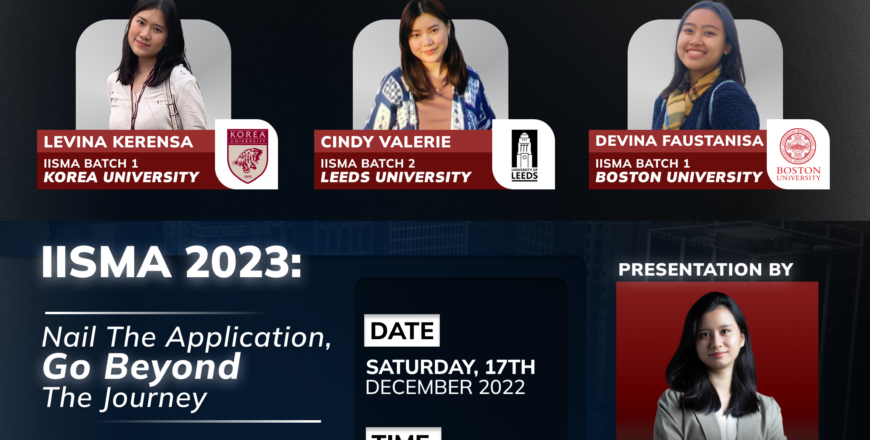 LEVINA KERENSA
IISMA BATCH 1
KOREA UNIVERSITY
KOREA
UNIVERSITY
CINDY VALERIE
IISMA BATCH 2
LEEDS UNIVERSITY
UNIVERSITY OF
LEEDS
DEVINA FAUSTANISA
IISMA BATCH 1
BOSTON UNIVERSITY
BOSTON
UNIVERSITY
IISMA 2023:
Nail The Application,
Go Beyond
The Journey
DATE
SATURDAY, 17TH
DECEMBER 2022
TIME
PRESENTATION BY